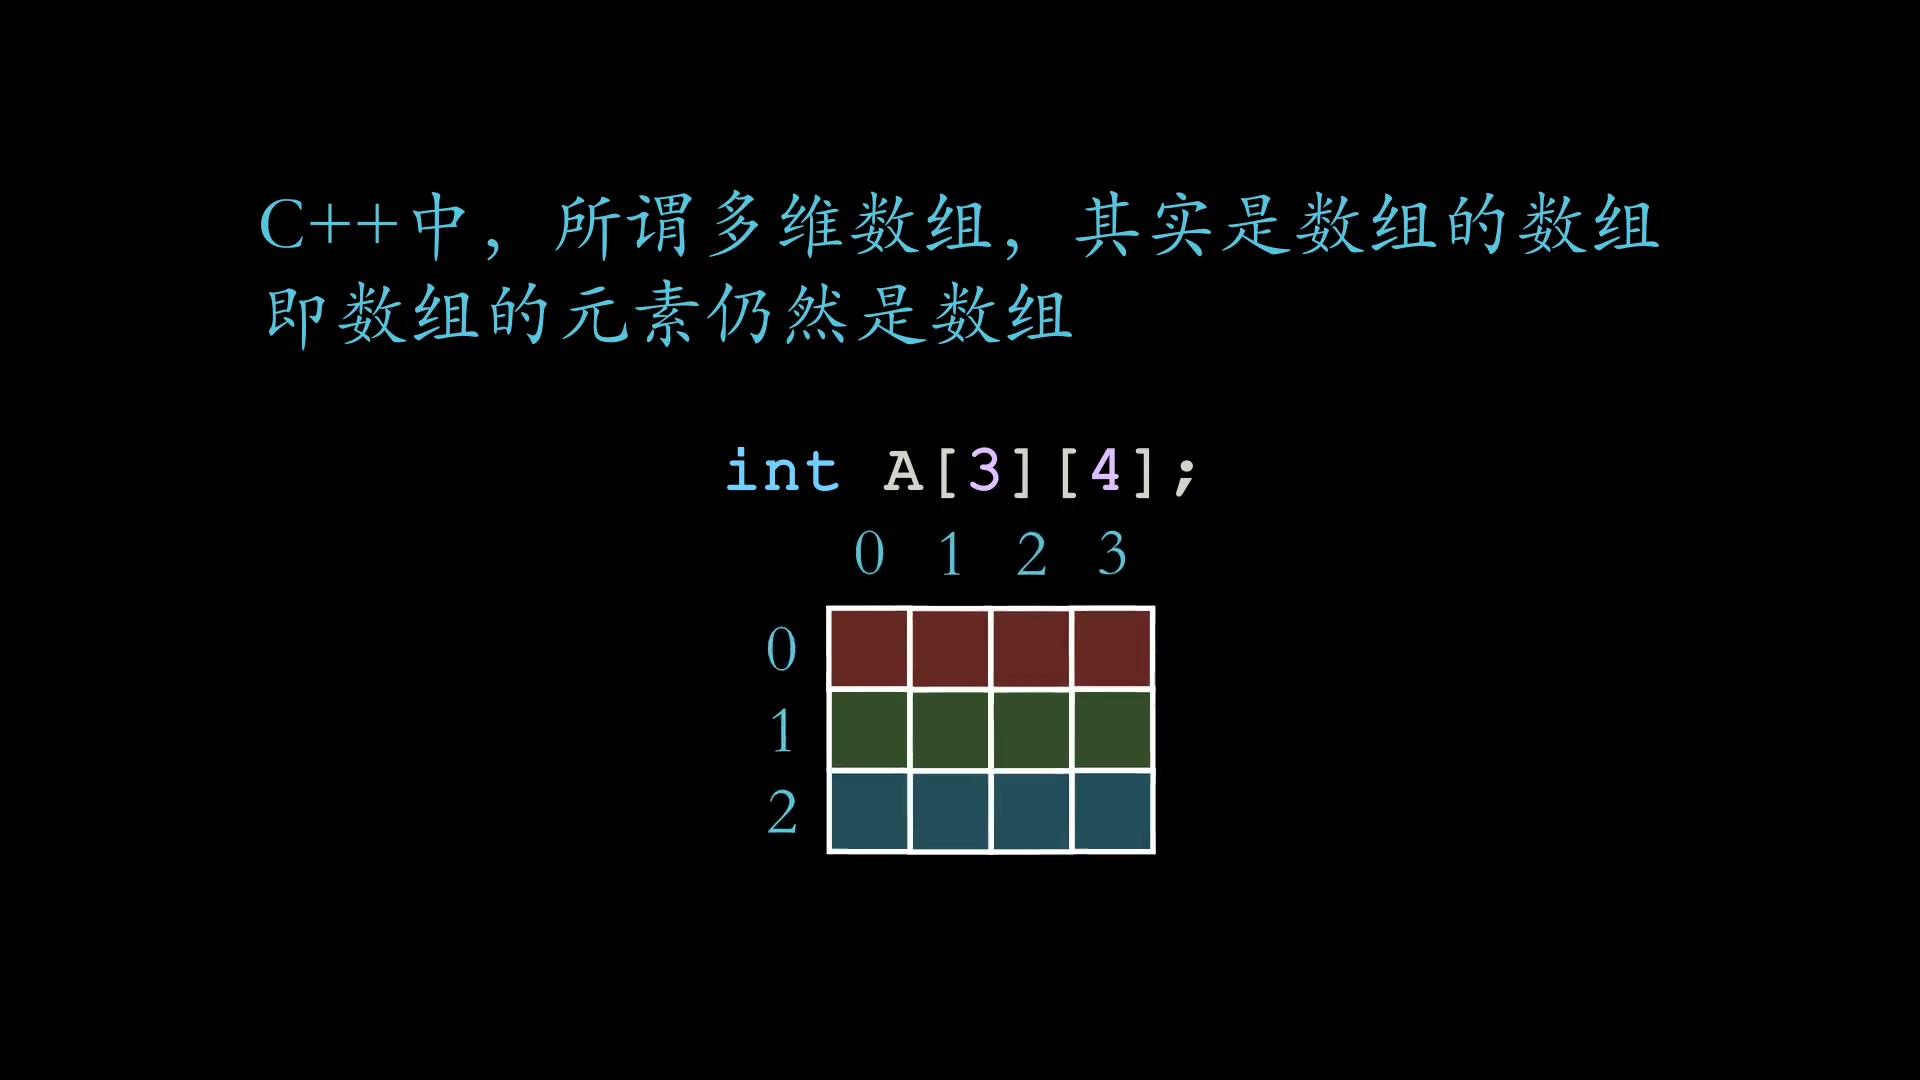 C++中，所谓多维数组，其实是数组的数组
即数组的元素仍然是数组
int A[3][4];
0 1 2 3
0
1
2